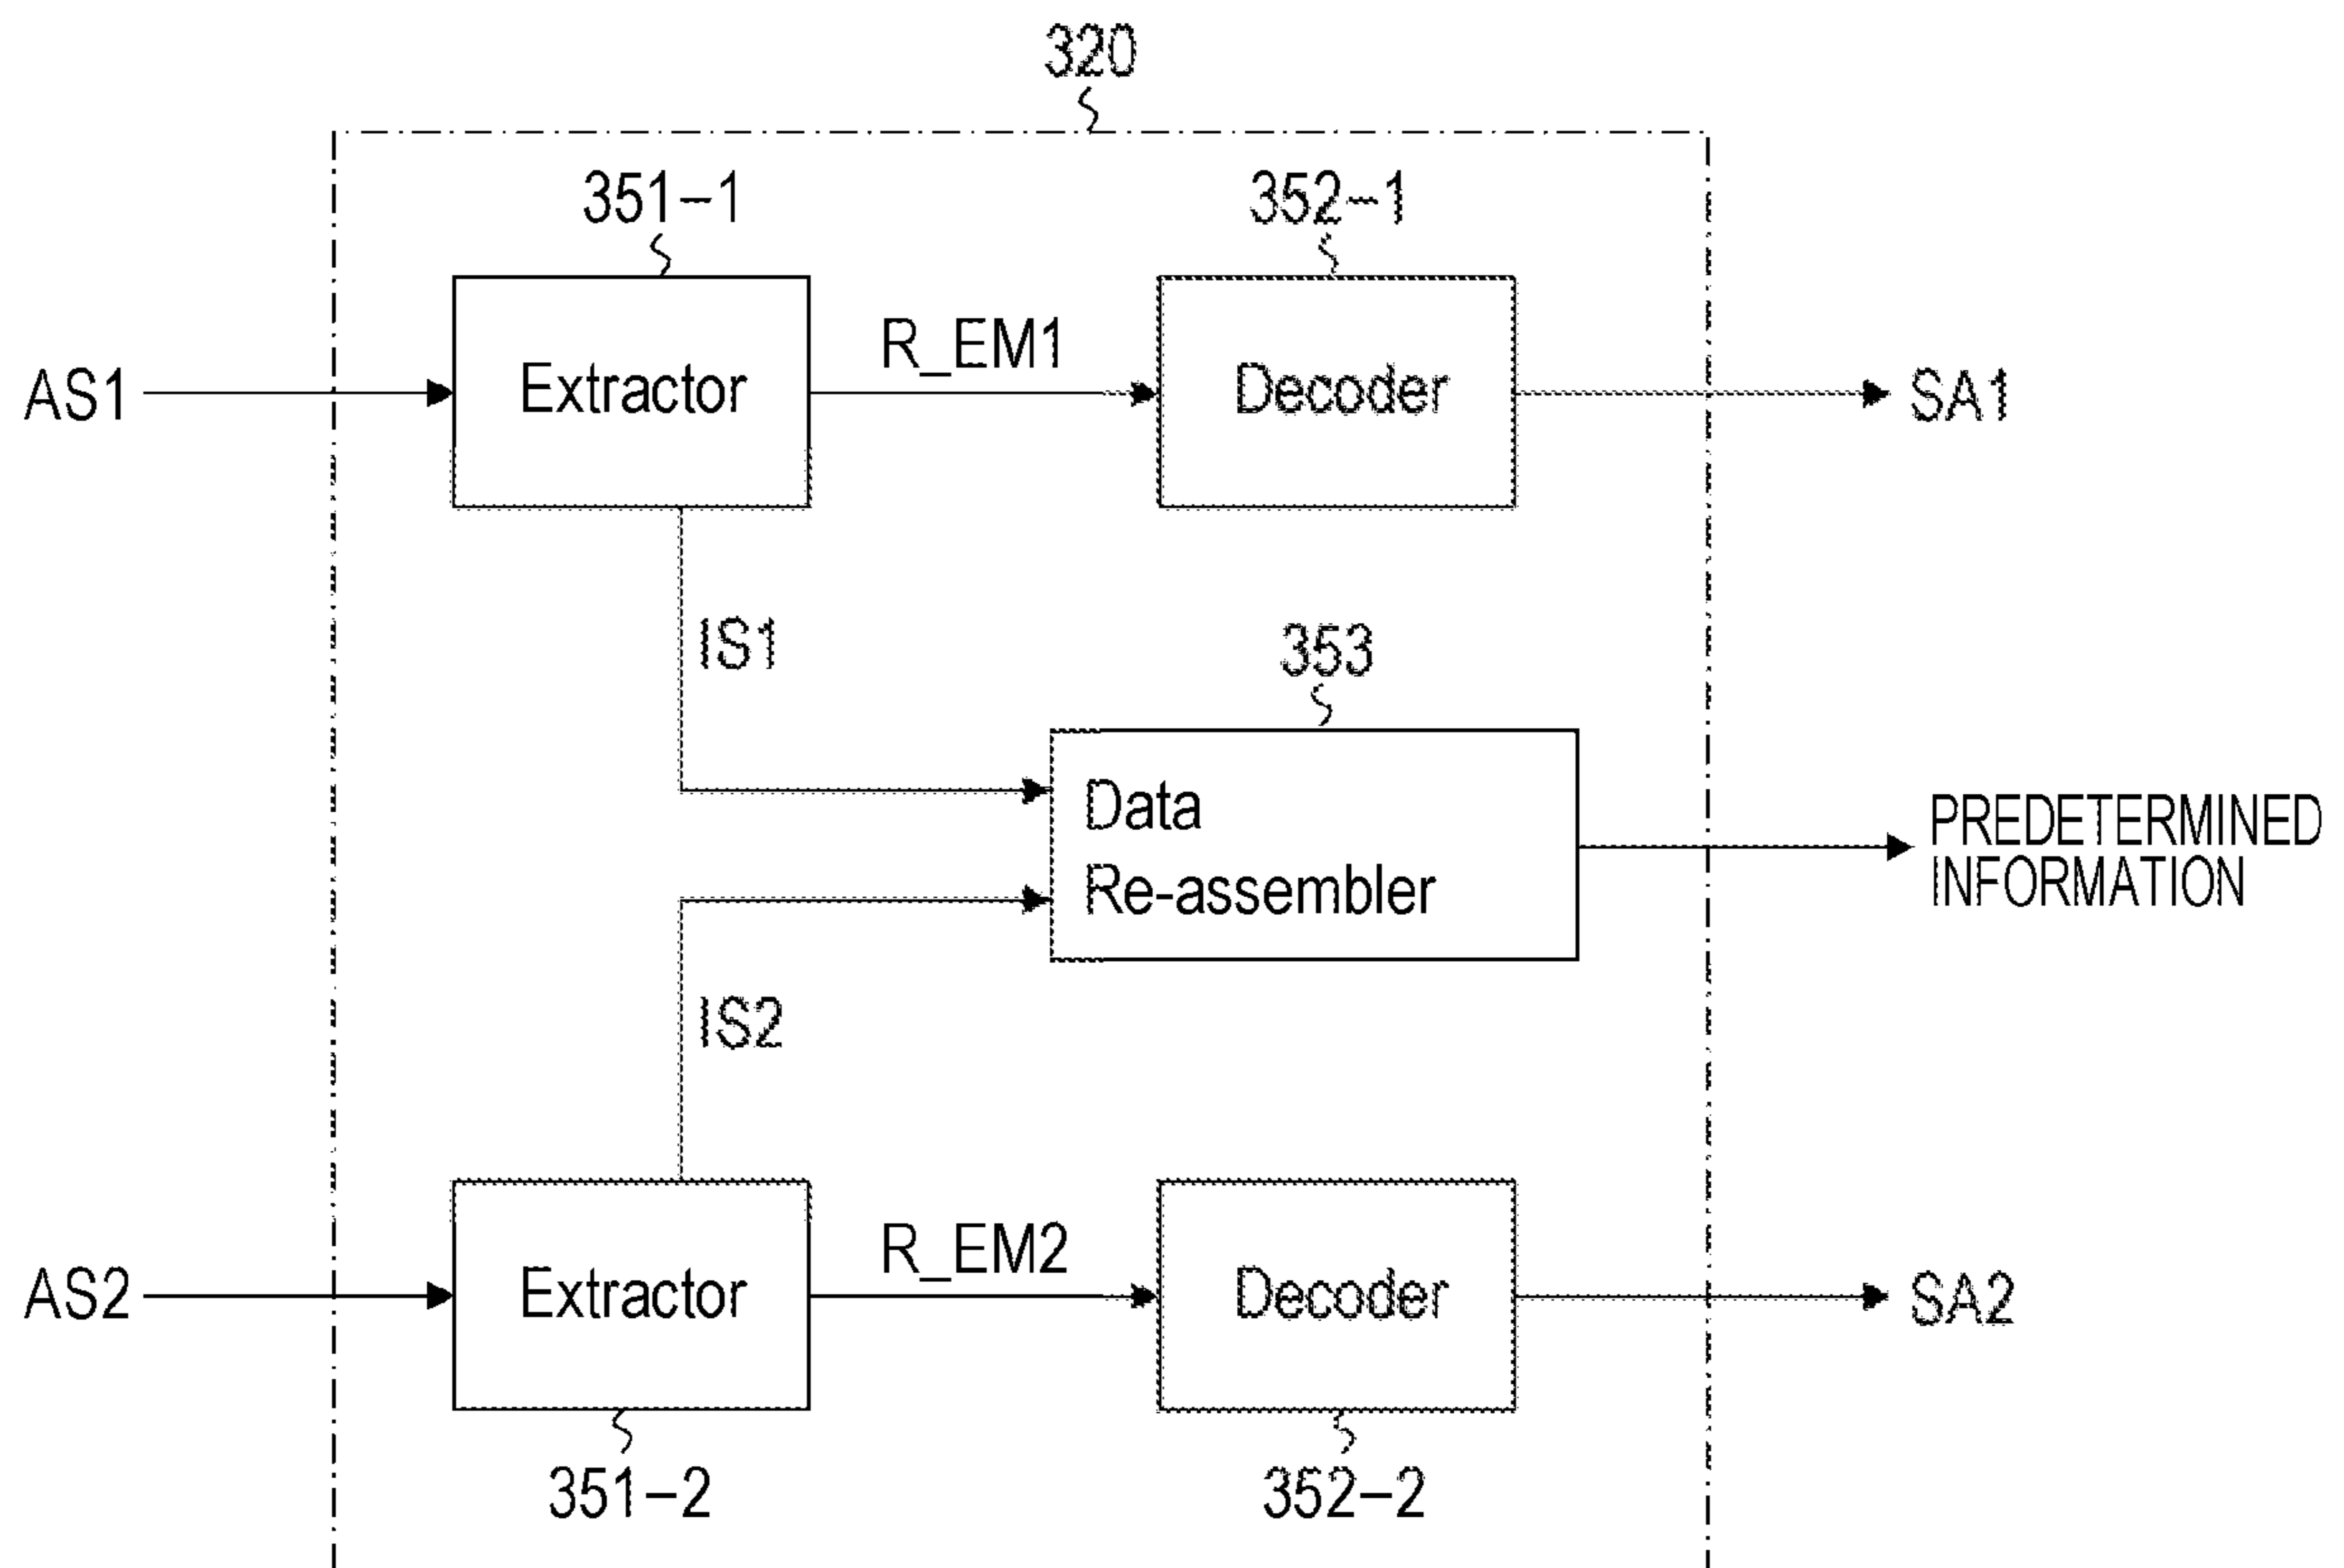 320
351-1
352-1
AS1
Extractor
R_EM1
Decoder
SA1
IS1
353
Data
Re-assembler
PREDETERMINED
INFORMATION
IS2
AS2
Extractor
R_EM2
Decoder
SA2
351-2
352-2